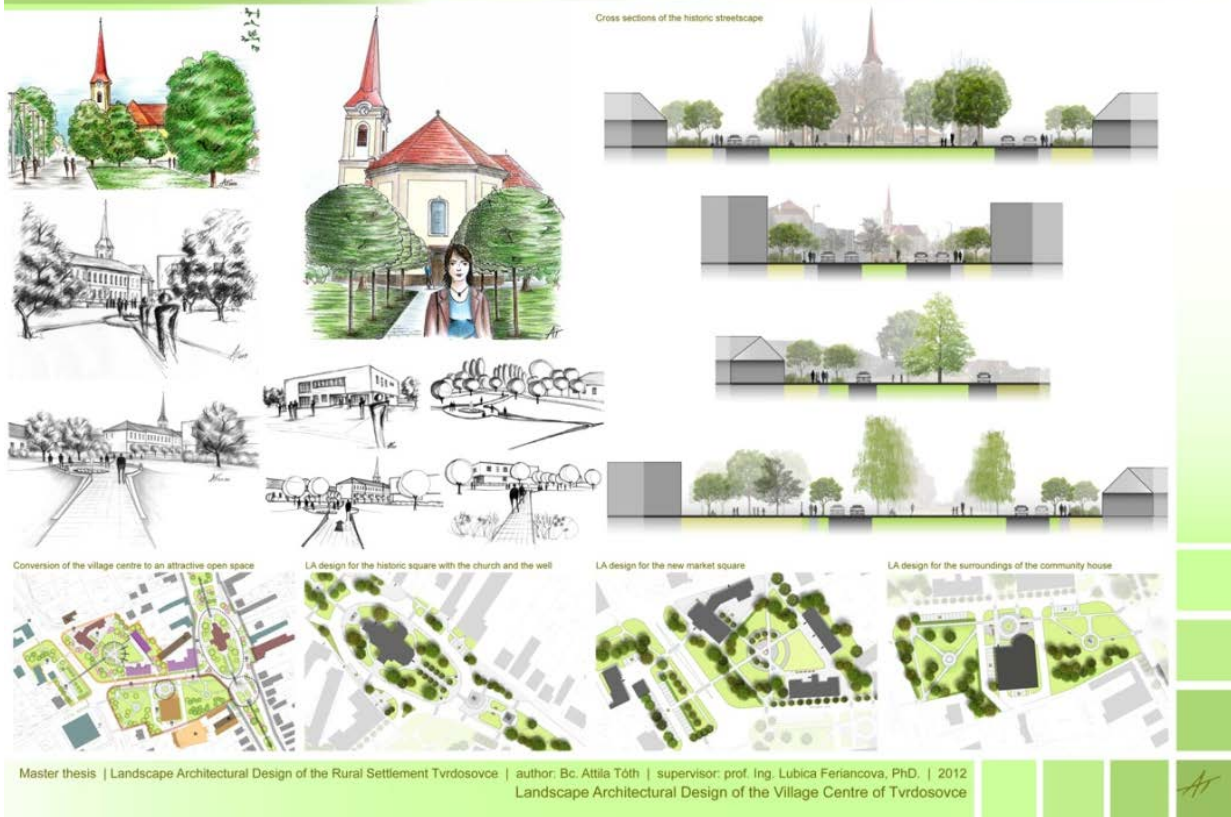 Cross sections of the historic streetscape
Conversion of the village centre to an attractive open space
LA design for the historic square with the church and the well
LA design for the new market square
LA design for the surroundings of the community house
Master thesis | Landscape Architectural Design of the Rural Settlement Tvrdosovce | author: Bc. Attila Tóth | supervisor: prof. Ing. Lubica Feriancova, PhD. | 2012
Landscape Architectural Design of the Village Centre of Tvrdosovce